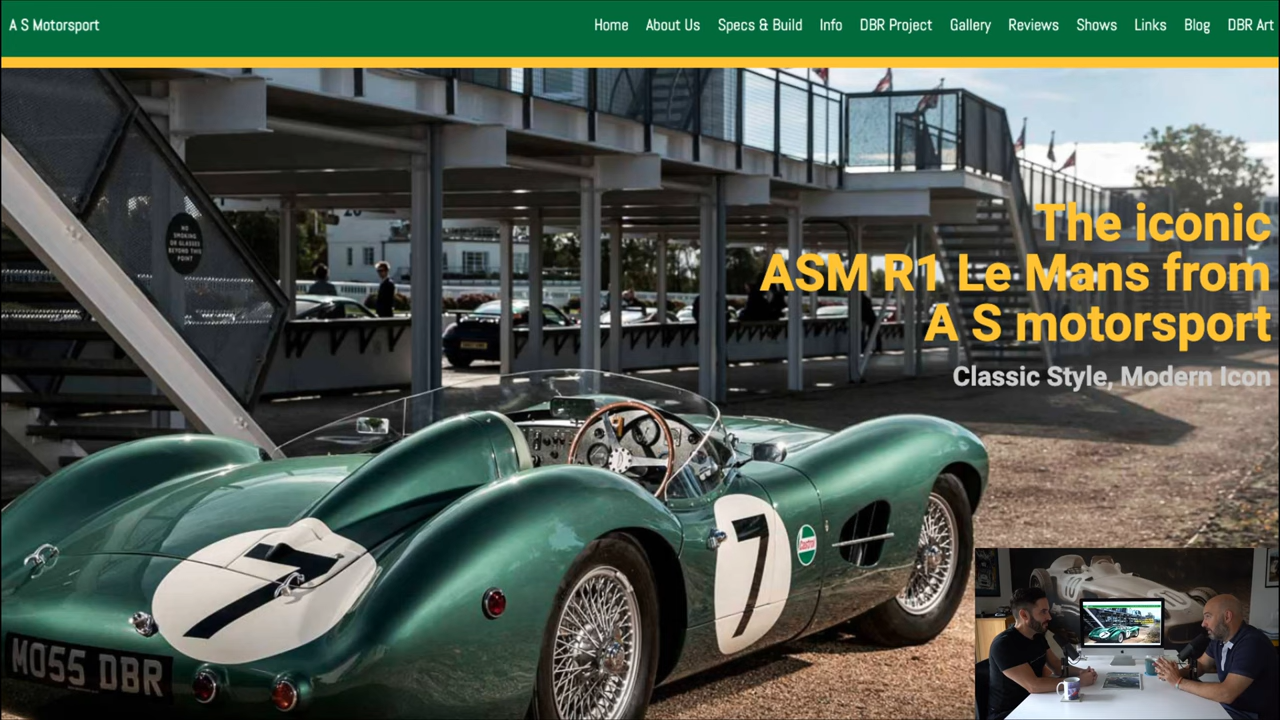 A S Motorsport
Home About Us Specs & Build Info DBR Project Gallery Reviews Shows Links Blog DBR Art
NO
SMOKING
OR GLASSES
BEYOND THIS
POINT
The iconic
ASM R1 Le Mans from
A S motorsport
Classic Style, Modern Icon
7
7
Castrol
MO55 DBR